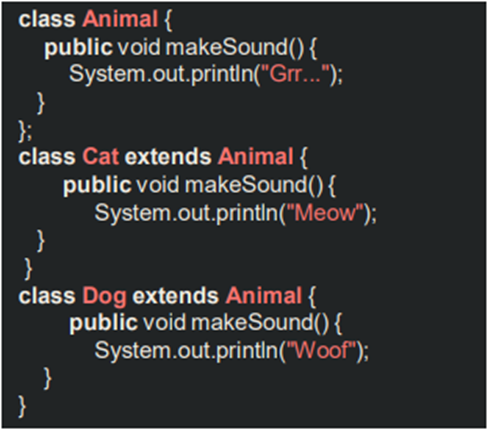 class Animal {
public void makeSound() {
System.out.println("Grr...");
}
};
class Cat extends Animal {
public void makeSound() {
System.out.println("Meow");
}
}
class Dog extends Animal {
public void makeSound() {
System.out.println("Woof");
}
}